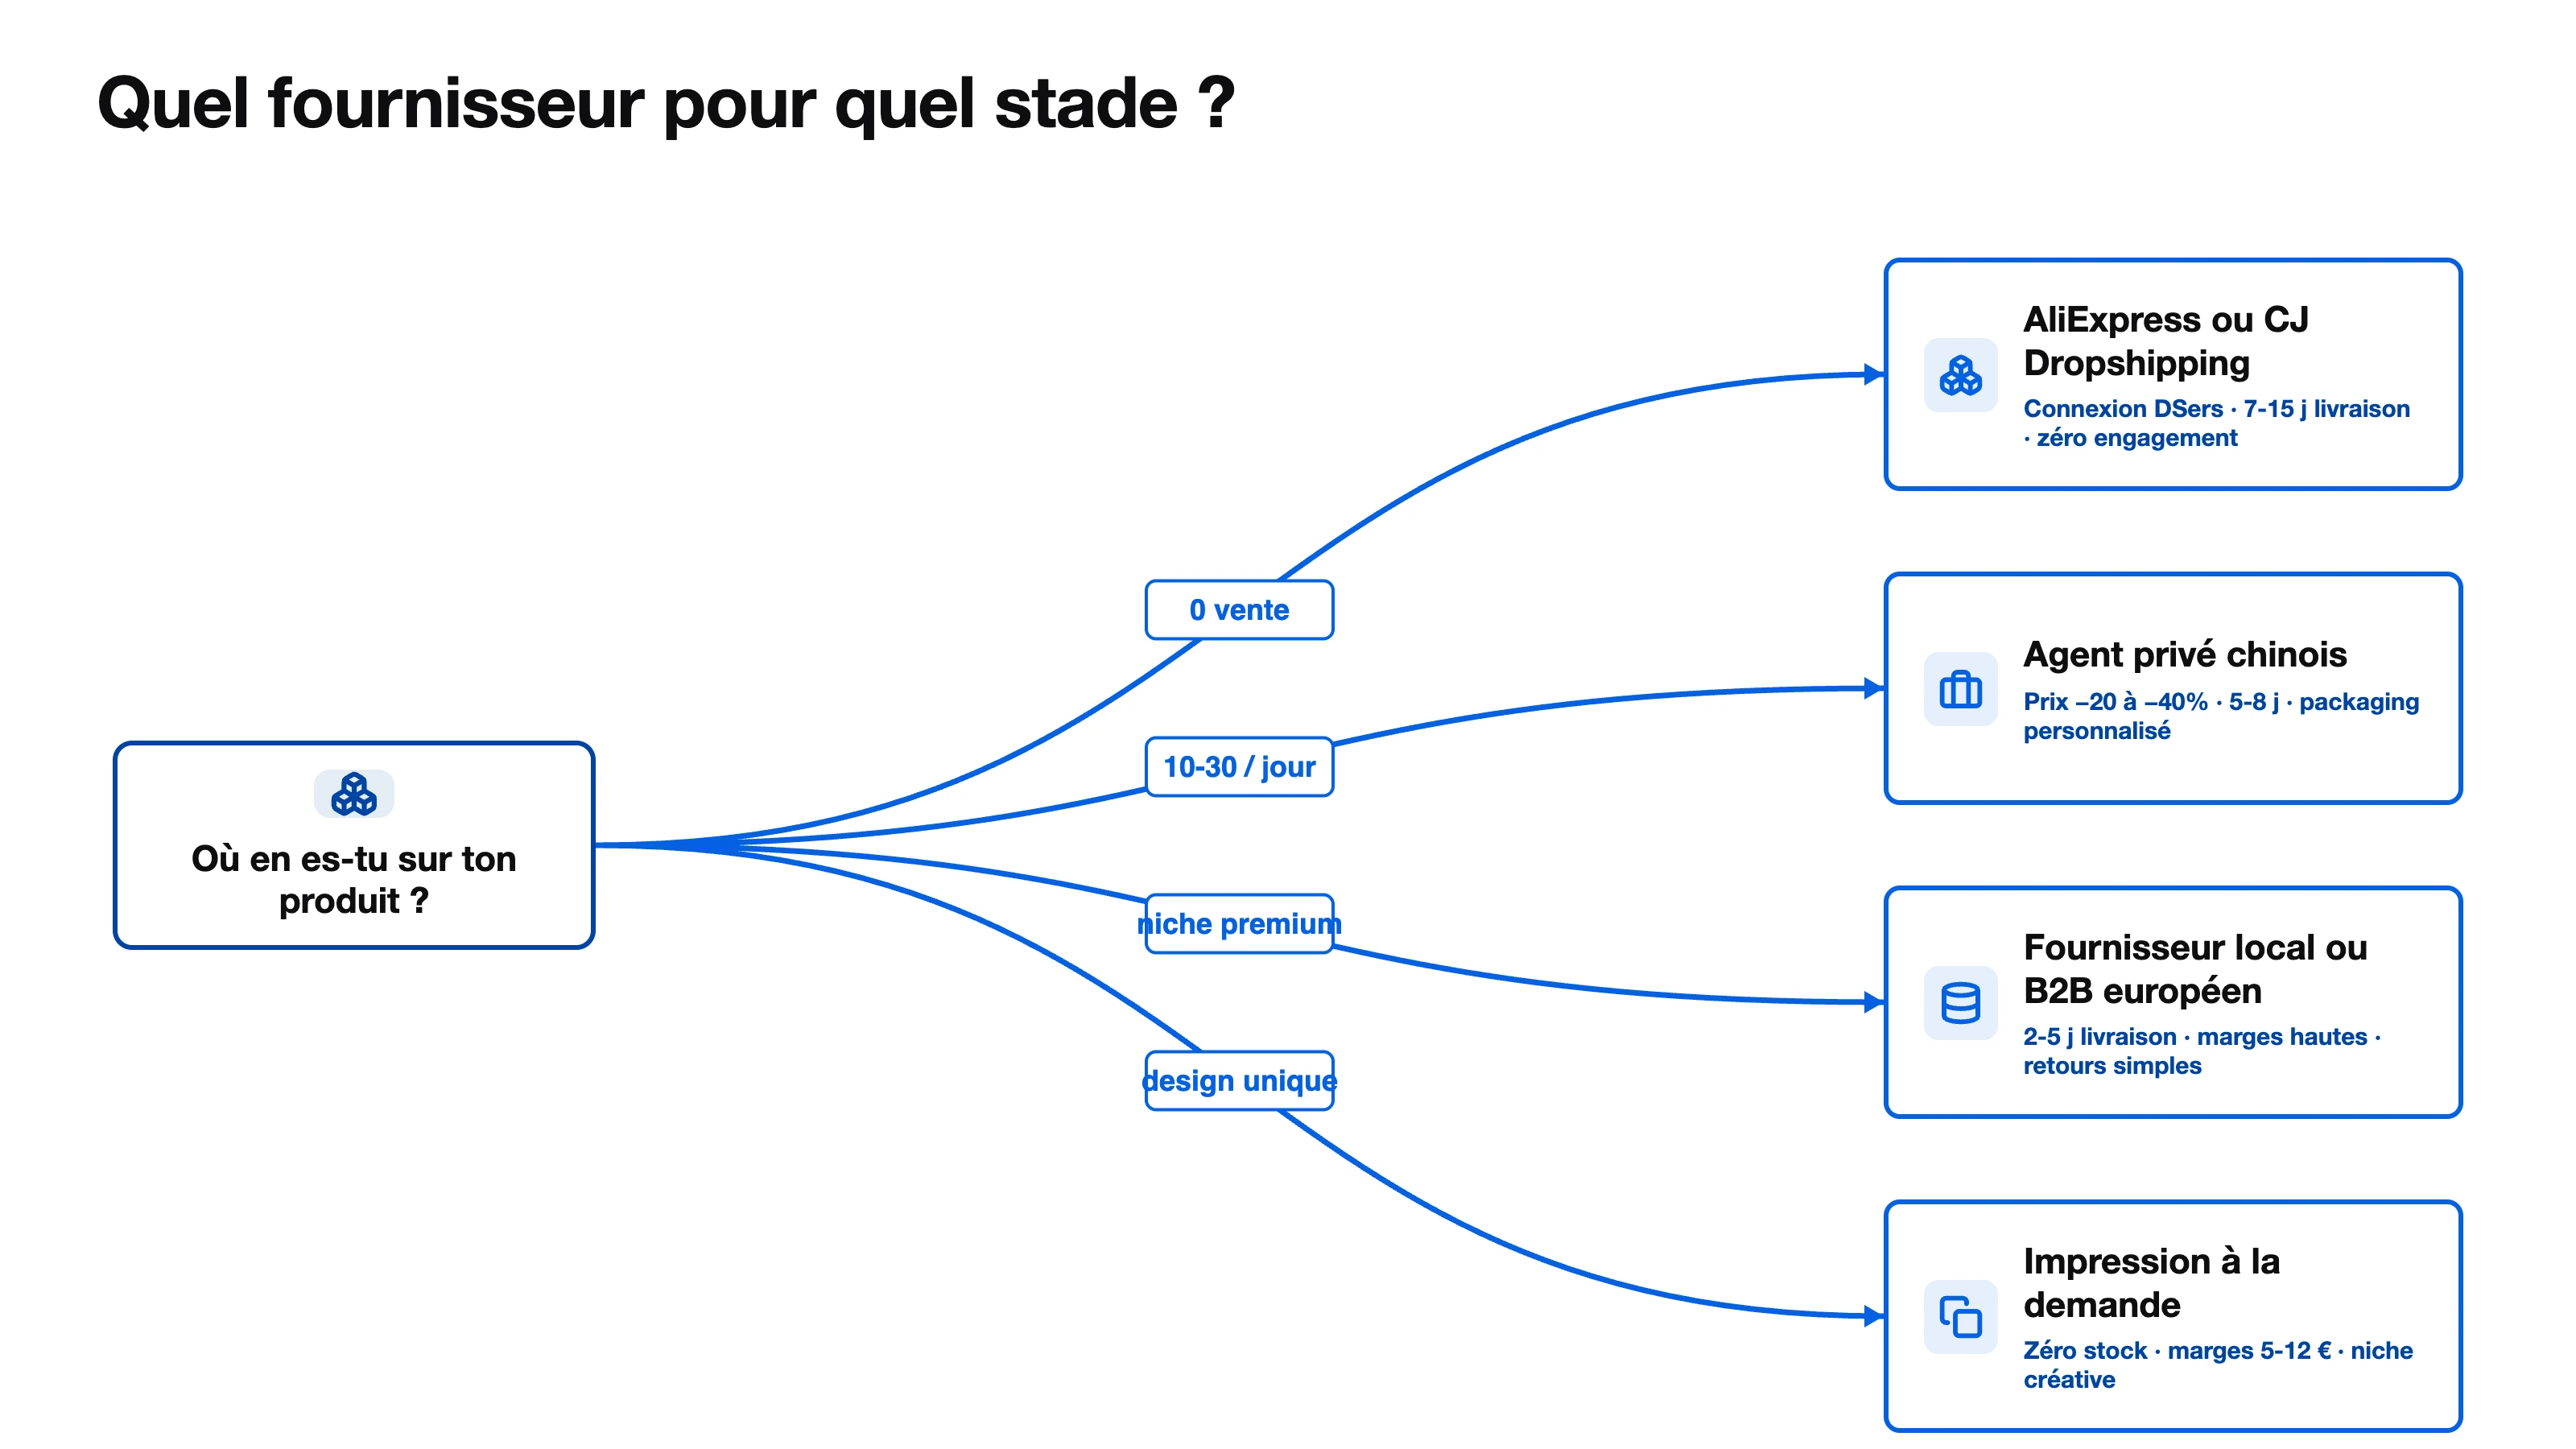 Quel fournisseur pour quel stade ?
Où en es-tu sur ton
produit ?
0 vente
10-30 / jour
niche premium
design unique
AliExpress ou CJ
Dropshipping
Connexion DSers · 7-15 j livraison
· zéro engagement
Agent privé chinois
Prix −20 à −40% · 5-8 j · packaging
personnalisé
Fournisseur local ou
B2B européen
2-5 j livraison · marges hautes ·
retours simples
Impression à la
demande
Zéro stock · marges 5-12 € · niche
créative